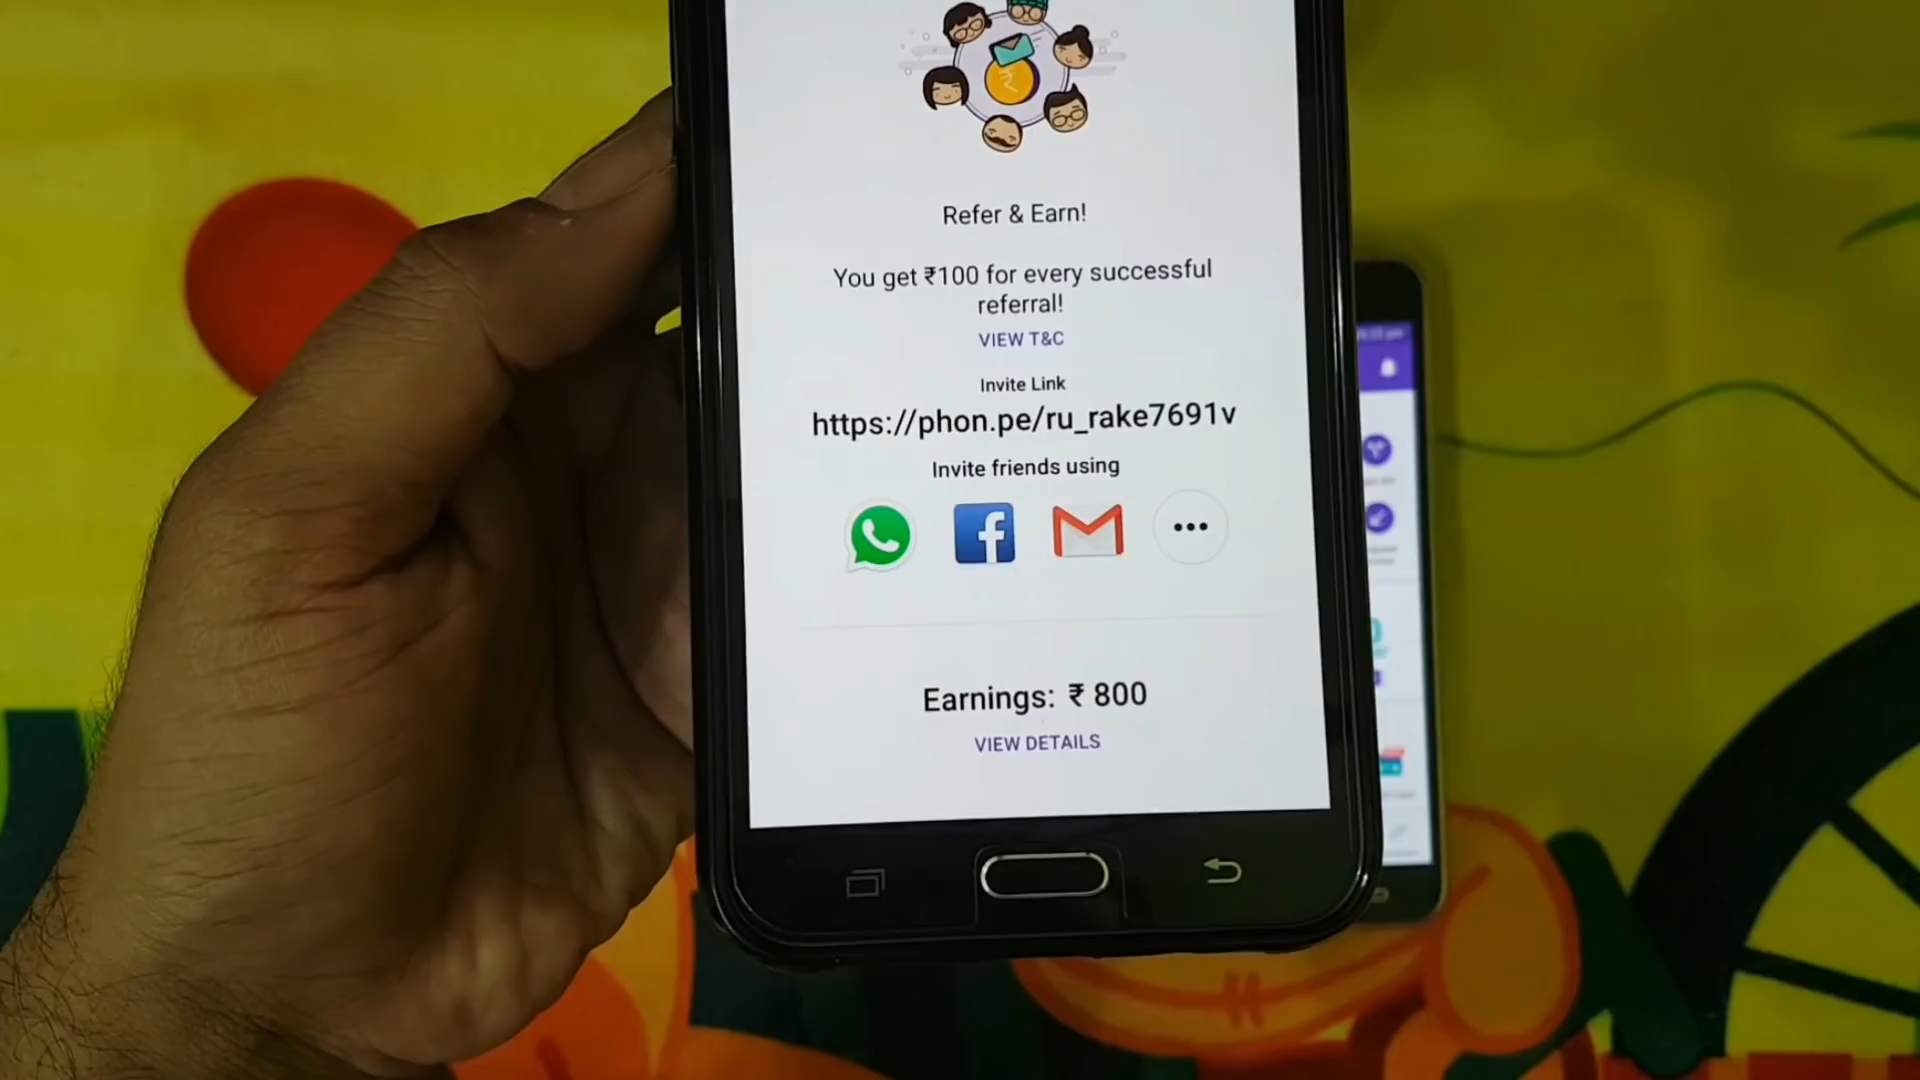 Refer & Earn!
You get ₹100 for every successful
referral!
VIEW T&C
Invite Link
https://phon.pe/ru_rake7691v
Invite friends using
Earnings: ₹ 800
VIEW DETAILS